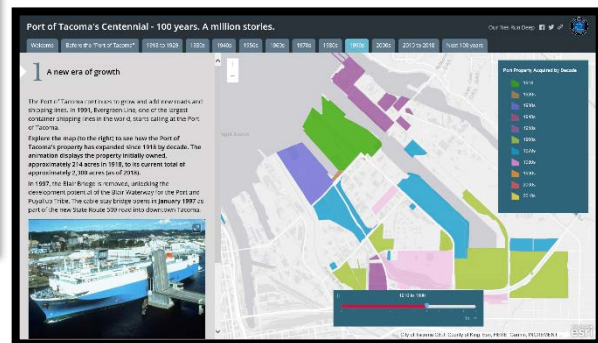 Port of Tacoma's Centennial - 100 years. A million stories.
Our Ties Run Deep
Welcome
Before the "Port of Tacoma"
1918 to 1929
1930s
1940s
1950s
1960s
1970s
1980s
1990s
2000s
2010 to 2018
Next 100 years
A new era of growth
The Port of Tacoma continues to grow and add new roads and
shipping lines. In 1991, Evergreen Line, one of the largest
container shipping lines in the world, starts calling at the Port
of Tacoma.
Explore the map (to the right) to see how the Port of
Tacoma's property has expanded since 1918 by decade. The
animation displays the property initially owned,
approximately 214 acres in 1918, to its current total of
approximately 2,300 acres (as of 2018).
In 1997, the Blair Bridge is removed, unlocking the
development potential of the Blair Waterway for the Port and
Puyallup Tribe. The cable stay bridge opens in January 1997 as
part of the new State Route 509 road into downtown Tacoma.
Port Property Acquired by Decade
1918
1920s
1930s
1940s
1950s
1960s
1970s
1980s
1990s
2000s
2010s
esri